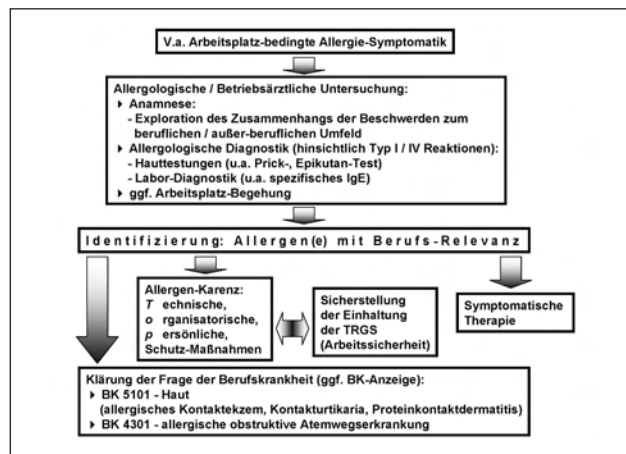 V.a. Arbeitsplatz-bedingte Allergie-Symptomatik
Allergologische / Betriebsärztliche Untersuchung:
▸ Anamnese:
- Exploration des Zusammenhangs der Beschwerden zum
beruflichen / außer-beruflichen Umfeld
▸ Allergologische Diagnostik (hinsichtlich Typ I / IV Reaktionen):
- Hauttestungen (u.a. Prick-, Epikutan-Test)
- Labor-Diagnostik (u.a. spezifisches IgE)
▸ ggf. Arbeitsplatz-Begehung
Identifizierung: Allergen(e) mit Berufs-Relevanz
Allergen-Karenz:
T echnische,
o rganisatorische,
p ersönliche,
Schutz-Maßnahmen
Sicherstellung
der Einhaltung
der TRGS
(Arbeitssicherheit)
Symptomatische
Therapie
Klärung der Frage der Berufskrankheit (ggf. BK-Anzeige):
▸ BK 5101 - Haut
(allergisches Kontaktekzem, Kontakturtikaria, Proteinkontaktdermatitis)
▸ BK 4301 - allergische obstruktive Atemwegserkrankung